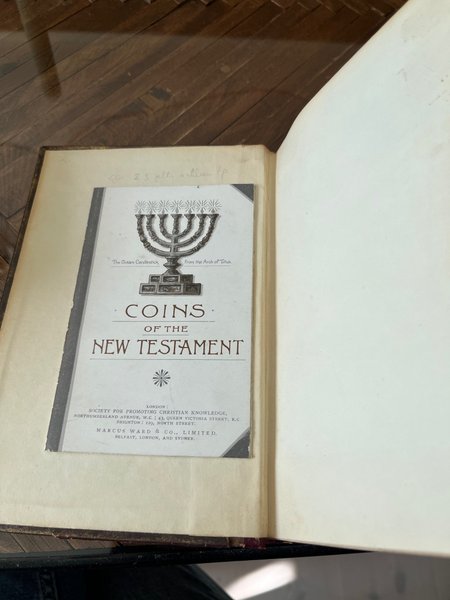 The Golden Candlestick, from the Arch of Titus.
· COINS ·
OF THE
NEW TESTAMENT
LONDON:
SOCIETY FOR PROMOTING CHRISTIAN KNOWLEDGE,
NORTHUMBERLAND AVENUE, W.C.; 43, QUEEN VICTORIA STREET, E.C.
BRIGHTON: 129, NORTH STREET.
MARCUS WARD & CO., LIMITED,
BELFAST, LONDON, AND SYDNEY.